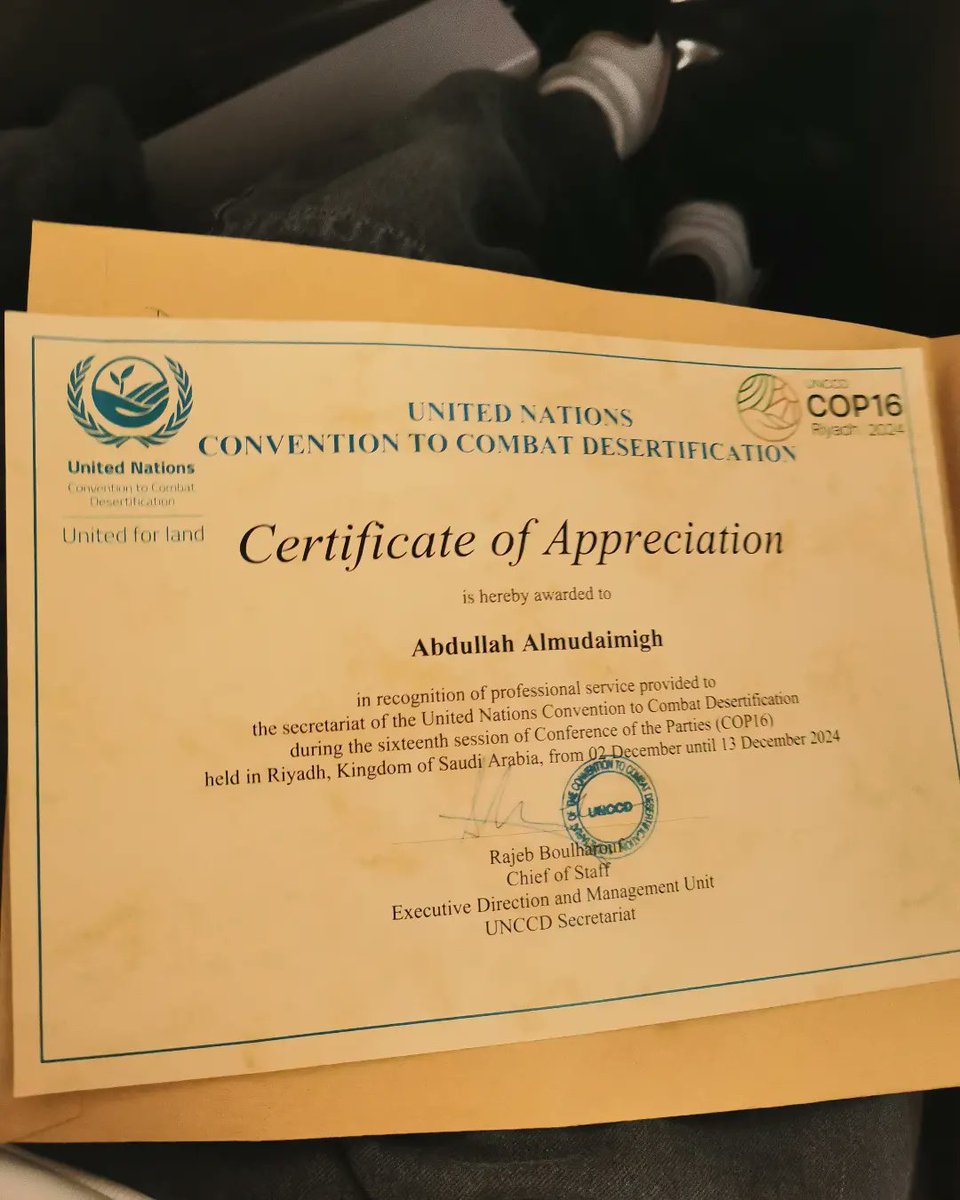 United Nations
Convention to Combat
Desertification
United for land
UNITED NATIONS
CONVENTION TO COMBAT DESERTIFICATION
UNCCD
COP16
Riyadh, 2024
Certificate of Appreciation
is hereby awarded to
Abdullah Almudaimigh
in recognition of professional service provided to
the secretariat of the United Nations Convention to Combat Desertification
during the sixteenth session of Conference of the Parties (COP16)
held in Riyadh, Kingdom of Saudi Arabia, from 02 December until 13 December 2024
CONVENTION TO COMBAT DESERTIFICATION
UNCCD
Rajeb Boulharouf
Chief of Staff
Executive Direction and Management Unit
UNCCD Secretariat